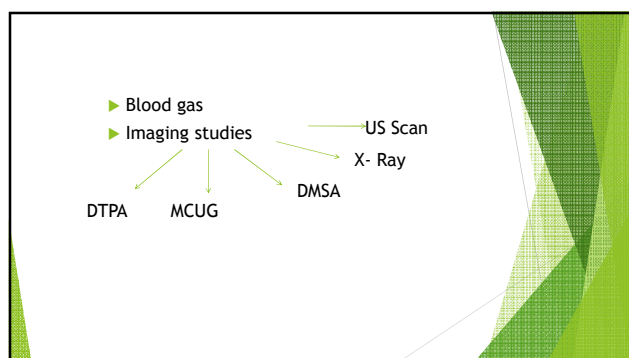 Blood gas
Imaging studies
US Scan
X- Ray
DMSA
DTPA MCUG